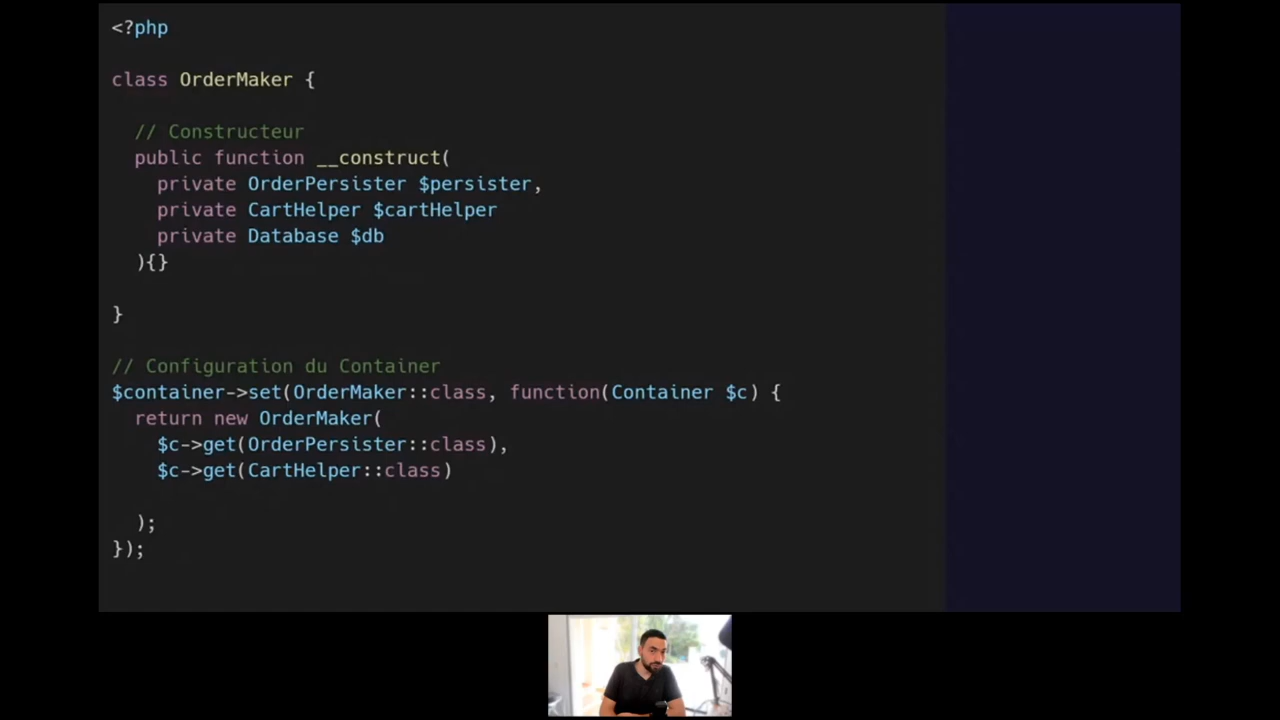 <?php
class OrderMaker {
// Constructeur
public function __construct(
private OrderPersister $persister,
private CartHelper $cartHelper
private Database $db
){}
}
// Configuration du Container
$container->set(OrderMaker::class, function(Container $c) {
return new OrderMaker(
$c->get(OrderPersister::class),
$c->get(CartHelper::class)
);
});